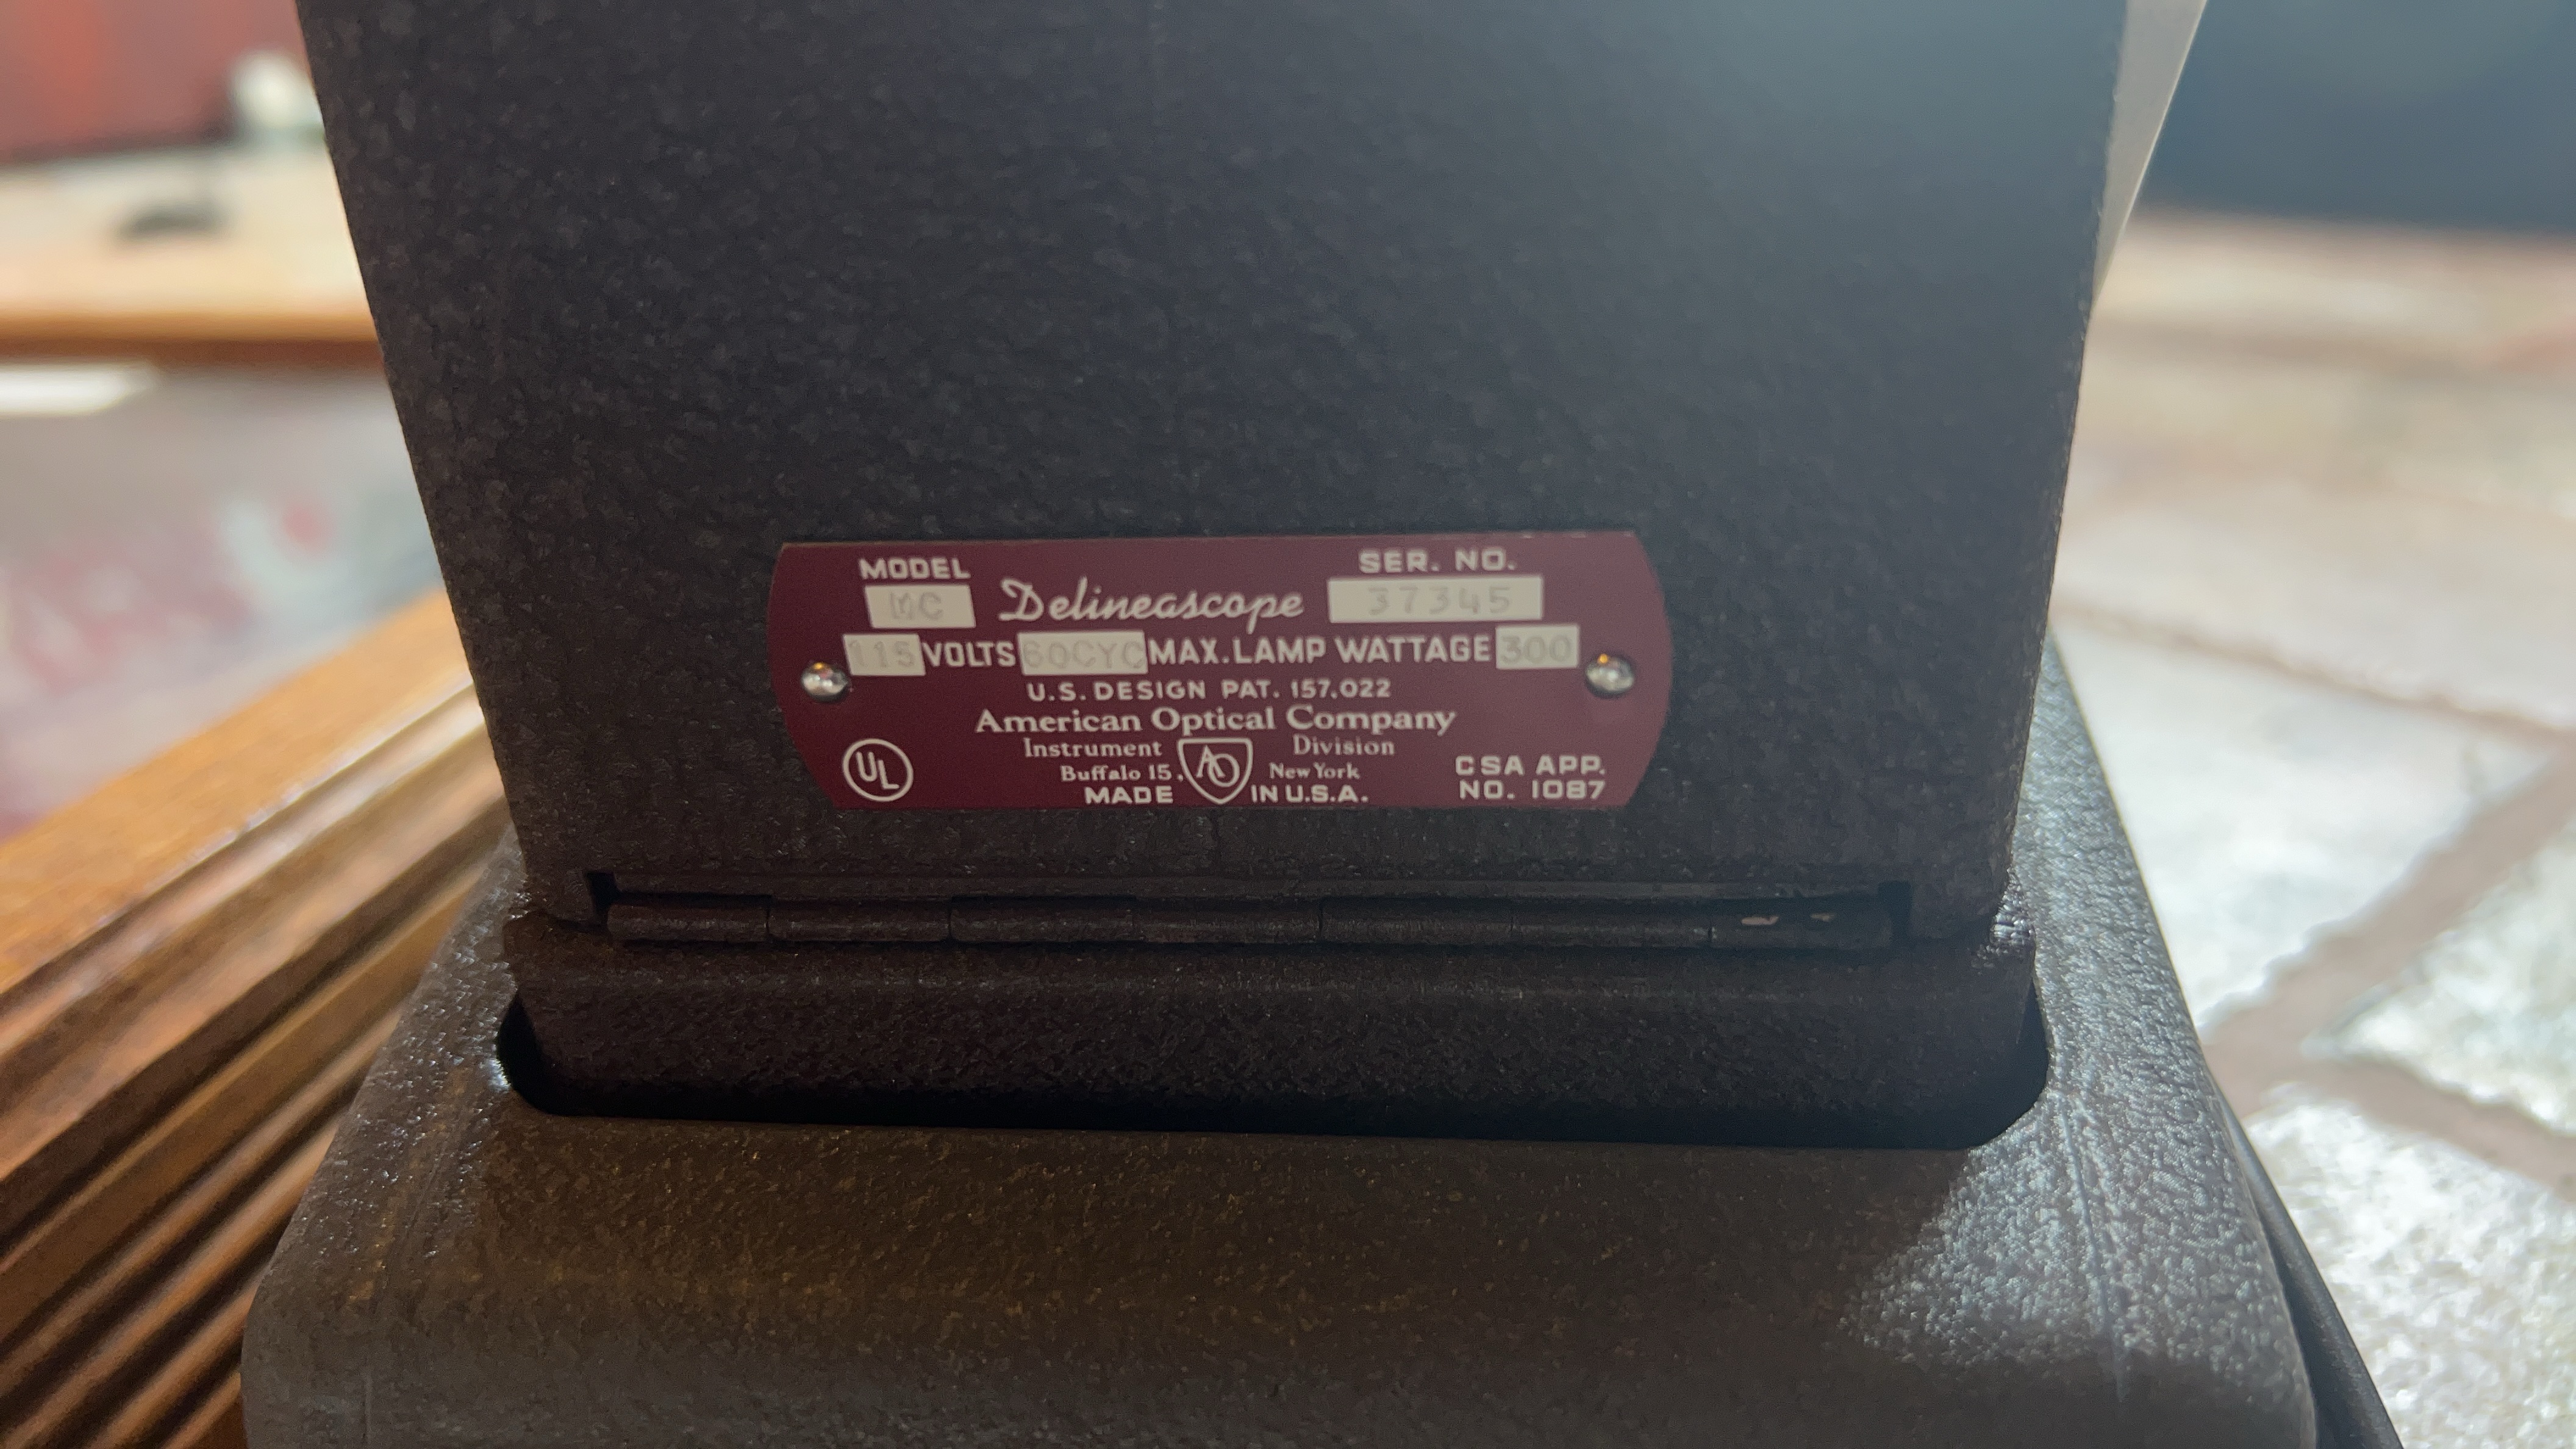 MODEL SER. NO.
MC Delineascope 37345
115 VOLTS 60CYC MAX. LAMP WATTAGE 300
U.S. DESIGN PAT. 157,022
American Optical Company
Instrument AO Division
Buffalo 15, New York
UL MADE IN U.S.A. CSA APP.
NO. 1087